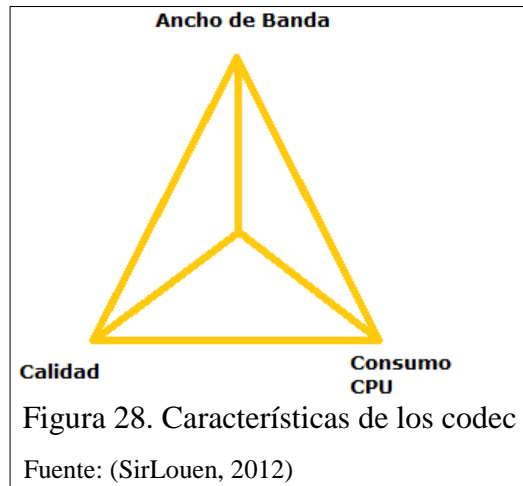 Ancho de Banda
Calidad
Consumo
CPU
Figura 28. Características de los codec
Fuente: (SirLouen, 2012)